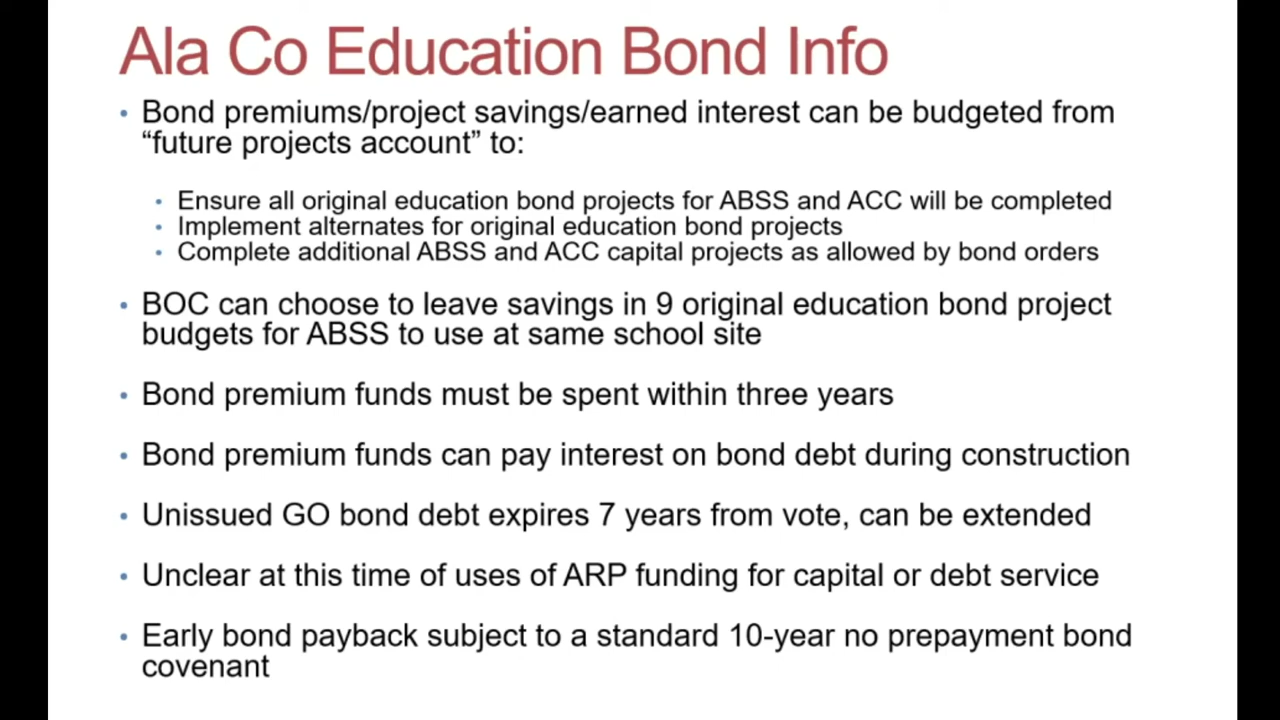 Ala Co Education Bond Info
• Bond premiums/project savings/earned interest can be budgeted from
“future projects account” to:
• Ensure all original education bond projects for ABSS and ACC will be completed
• Implement alternates for original education bond projects
• Complete additional ABSS and ACC capital projects as allowed by bond orders
• BOC can choose to leave savings in 9 original education bond project
budgets for ABSS to use at same school site
• Bond premium funds must be spent within three years
• Bond premium funds can pay interest on bond debt during construction
• Unissued GO bond debt expires 7 years from vote, can be extended
• Unclear at this time of uses of ARP funding for capital or debt service
• Early bond payback subject to a standard 10-year no prepayment bond
covenant